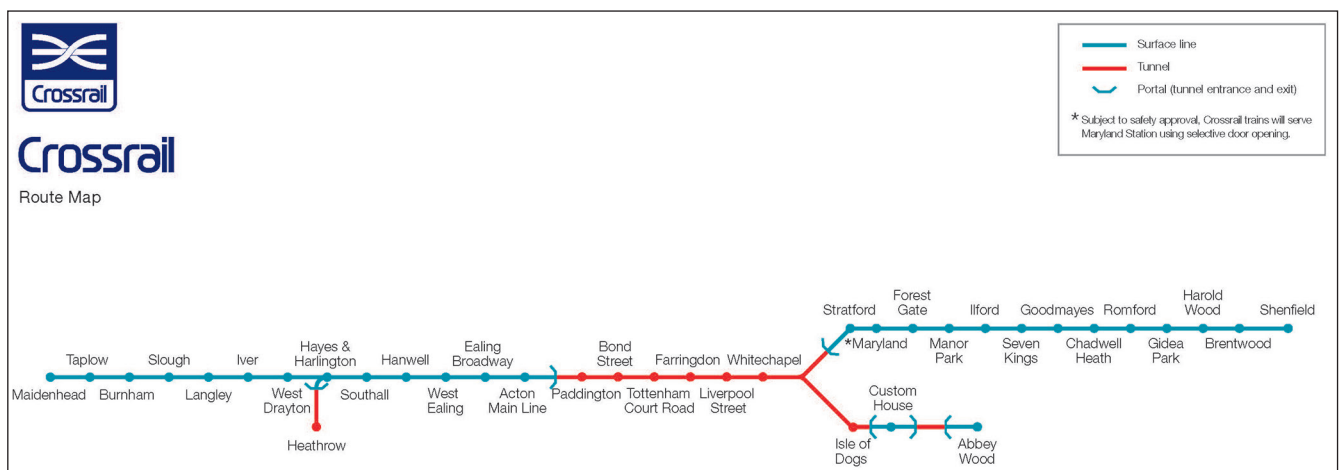 Crossrail
Crossrail
Route Map
Surface line
Tunnel
Portal (tunnel entrance and exit)
* Subject to safety approval, Crossrail trains will serve
Maryland Station using selective door opening.
Maidenhead
Taplow
Burnham
Slough
Langley
Iver
West
Drayton
Hayes &
Harlington
Heathrow
Southall
Hanwell
West
Ealing
Ealing
Broadway
Acton
Main Line
Paddington
Bond
Street
Tottenham
Court Road
Farringdon
Liverpool
Street
Whitechapel
Stratford
*Maryland
Forest
Gate
Manor
Park
Ilford
Seven
Kings
Goodmayes
Chadwell
Heath
Romford
Gidea
Park
Harold
Wood
Brentwood
Shenfield
Isle of
Dogs
Custom
House
Abbey
Wood